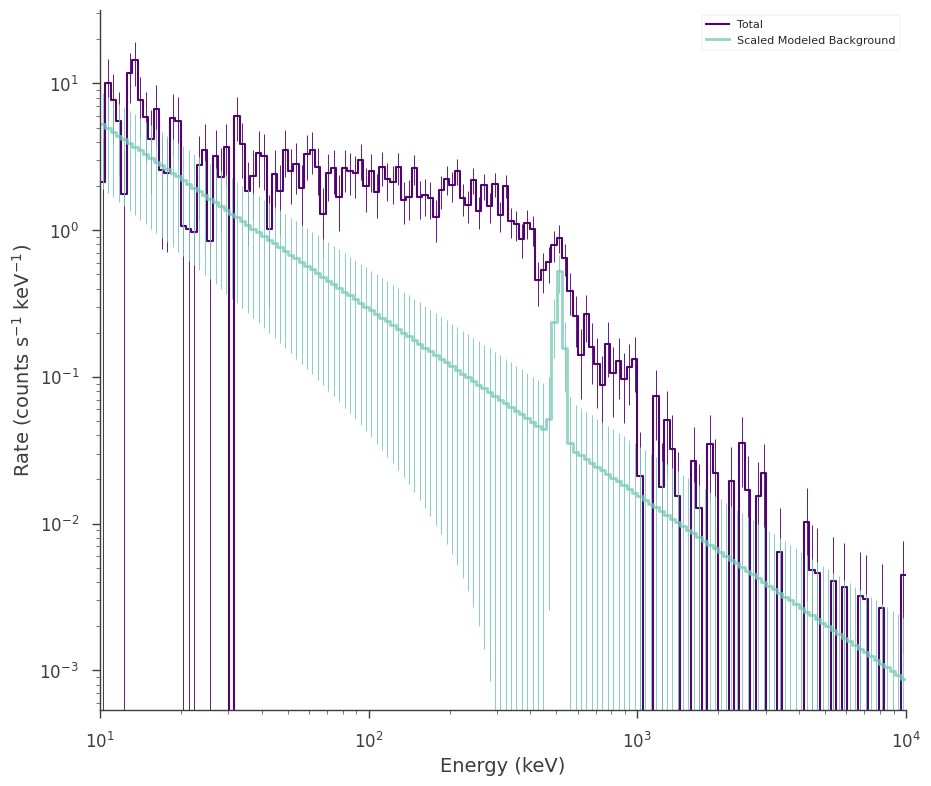 Total
Scaled Modeled Background
Rate (counts s⁻¹ keV⁻¹)
10¹
10⁰
10⁻¹
10⁻²
10⁻³
10¹ 10² 10³ 10⁴
Energy (keV)